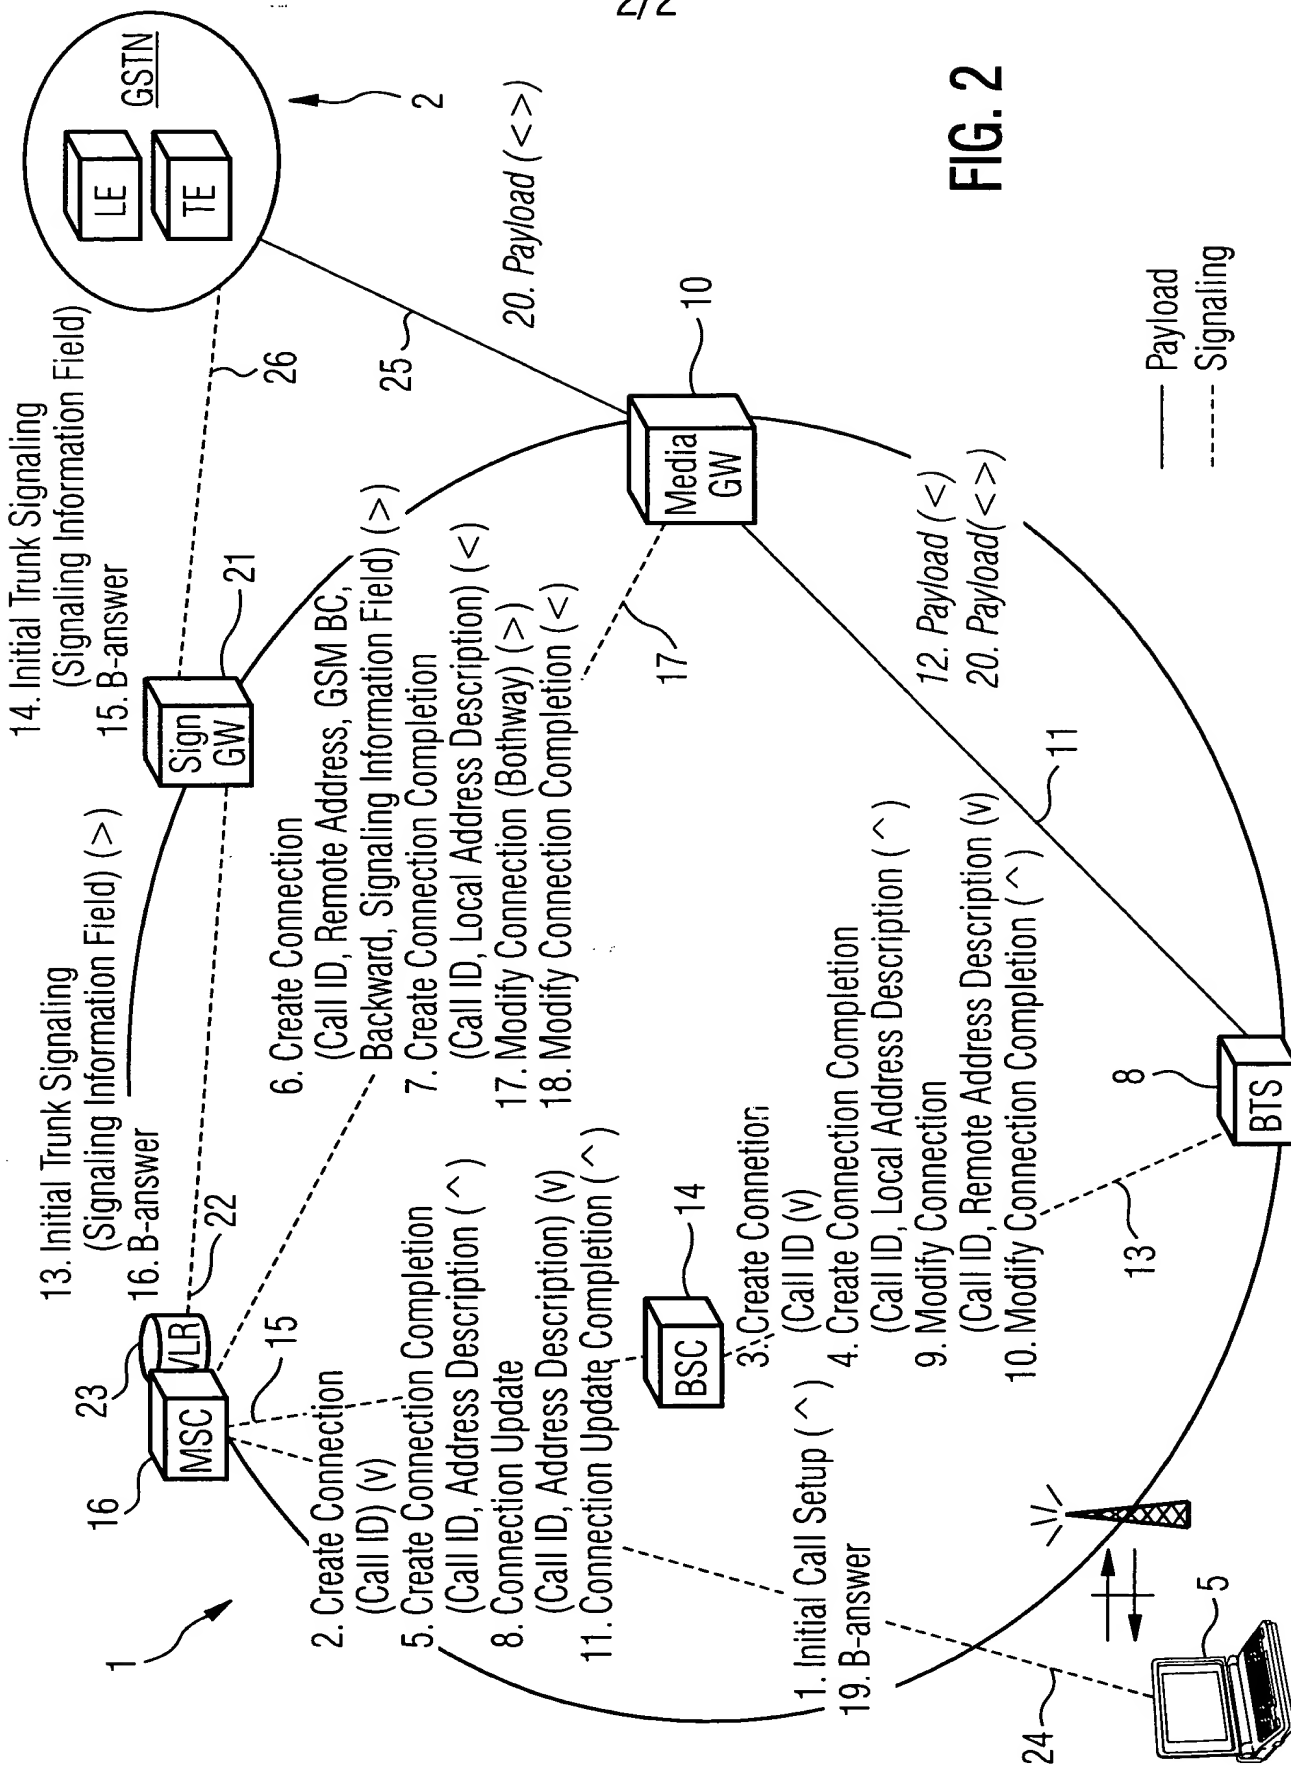 2/2
14. Initial Trunk Signaling
(Signaling Information Field)
15. B-answer
LE
TE
GSTN
2
26
25
20. Payload (< >)
13. Initial Trunk Signaling
(Signaling Information Field) (>)
16. B-answer
Sign
GW
21
22
23
VLR
MSC
16
15
1
6. Create Connection
(Call ID, Remote Address, GSM BC,
Backward, Signaling Information Field) (>)
7. Create Connection Completion
(Call ID, Local Address Description) (<)
17. Modify Connection (Bothway) (>)
18. Modify Connection Completion (<)
Media
GW
10
17
2. Create Connection
(Call ID) (v)
5. Create Connection Completion
(Call ID, Address Description) (^)
8. Connection Update
(Call ID, Address Description) (v)
11. Connection Update Completion (^)
BSC
14
3. Create Connetion
(Call ID (v)
4. Create Connection Completion
(Call ID, Local Address Description (^)
9. Modify Connection
(Call ID, Remote Address Description (v)
10. Modify Connection Completion (^)
12. Payload (<)
20. Payload(< >)
11
1. Initial Call Setup (^)
19. B-answer
13
8
BTS
24
5
Payload
Signaling
FIG. 2